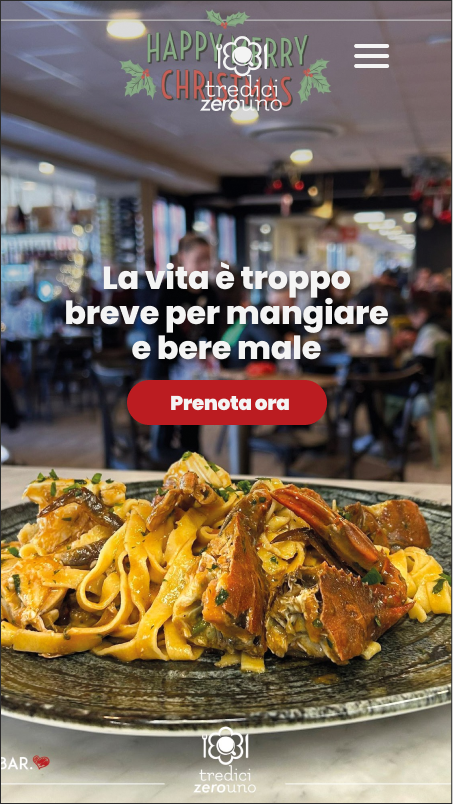 HAPPY MERRY
CHRISTMAS
tredici
zerouno
La vita è troppo
breve per mangiare
e bere male
Prenota ora
BAR.
tredici
zerouno